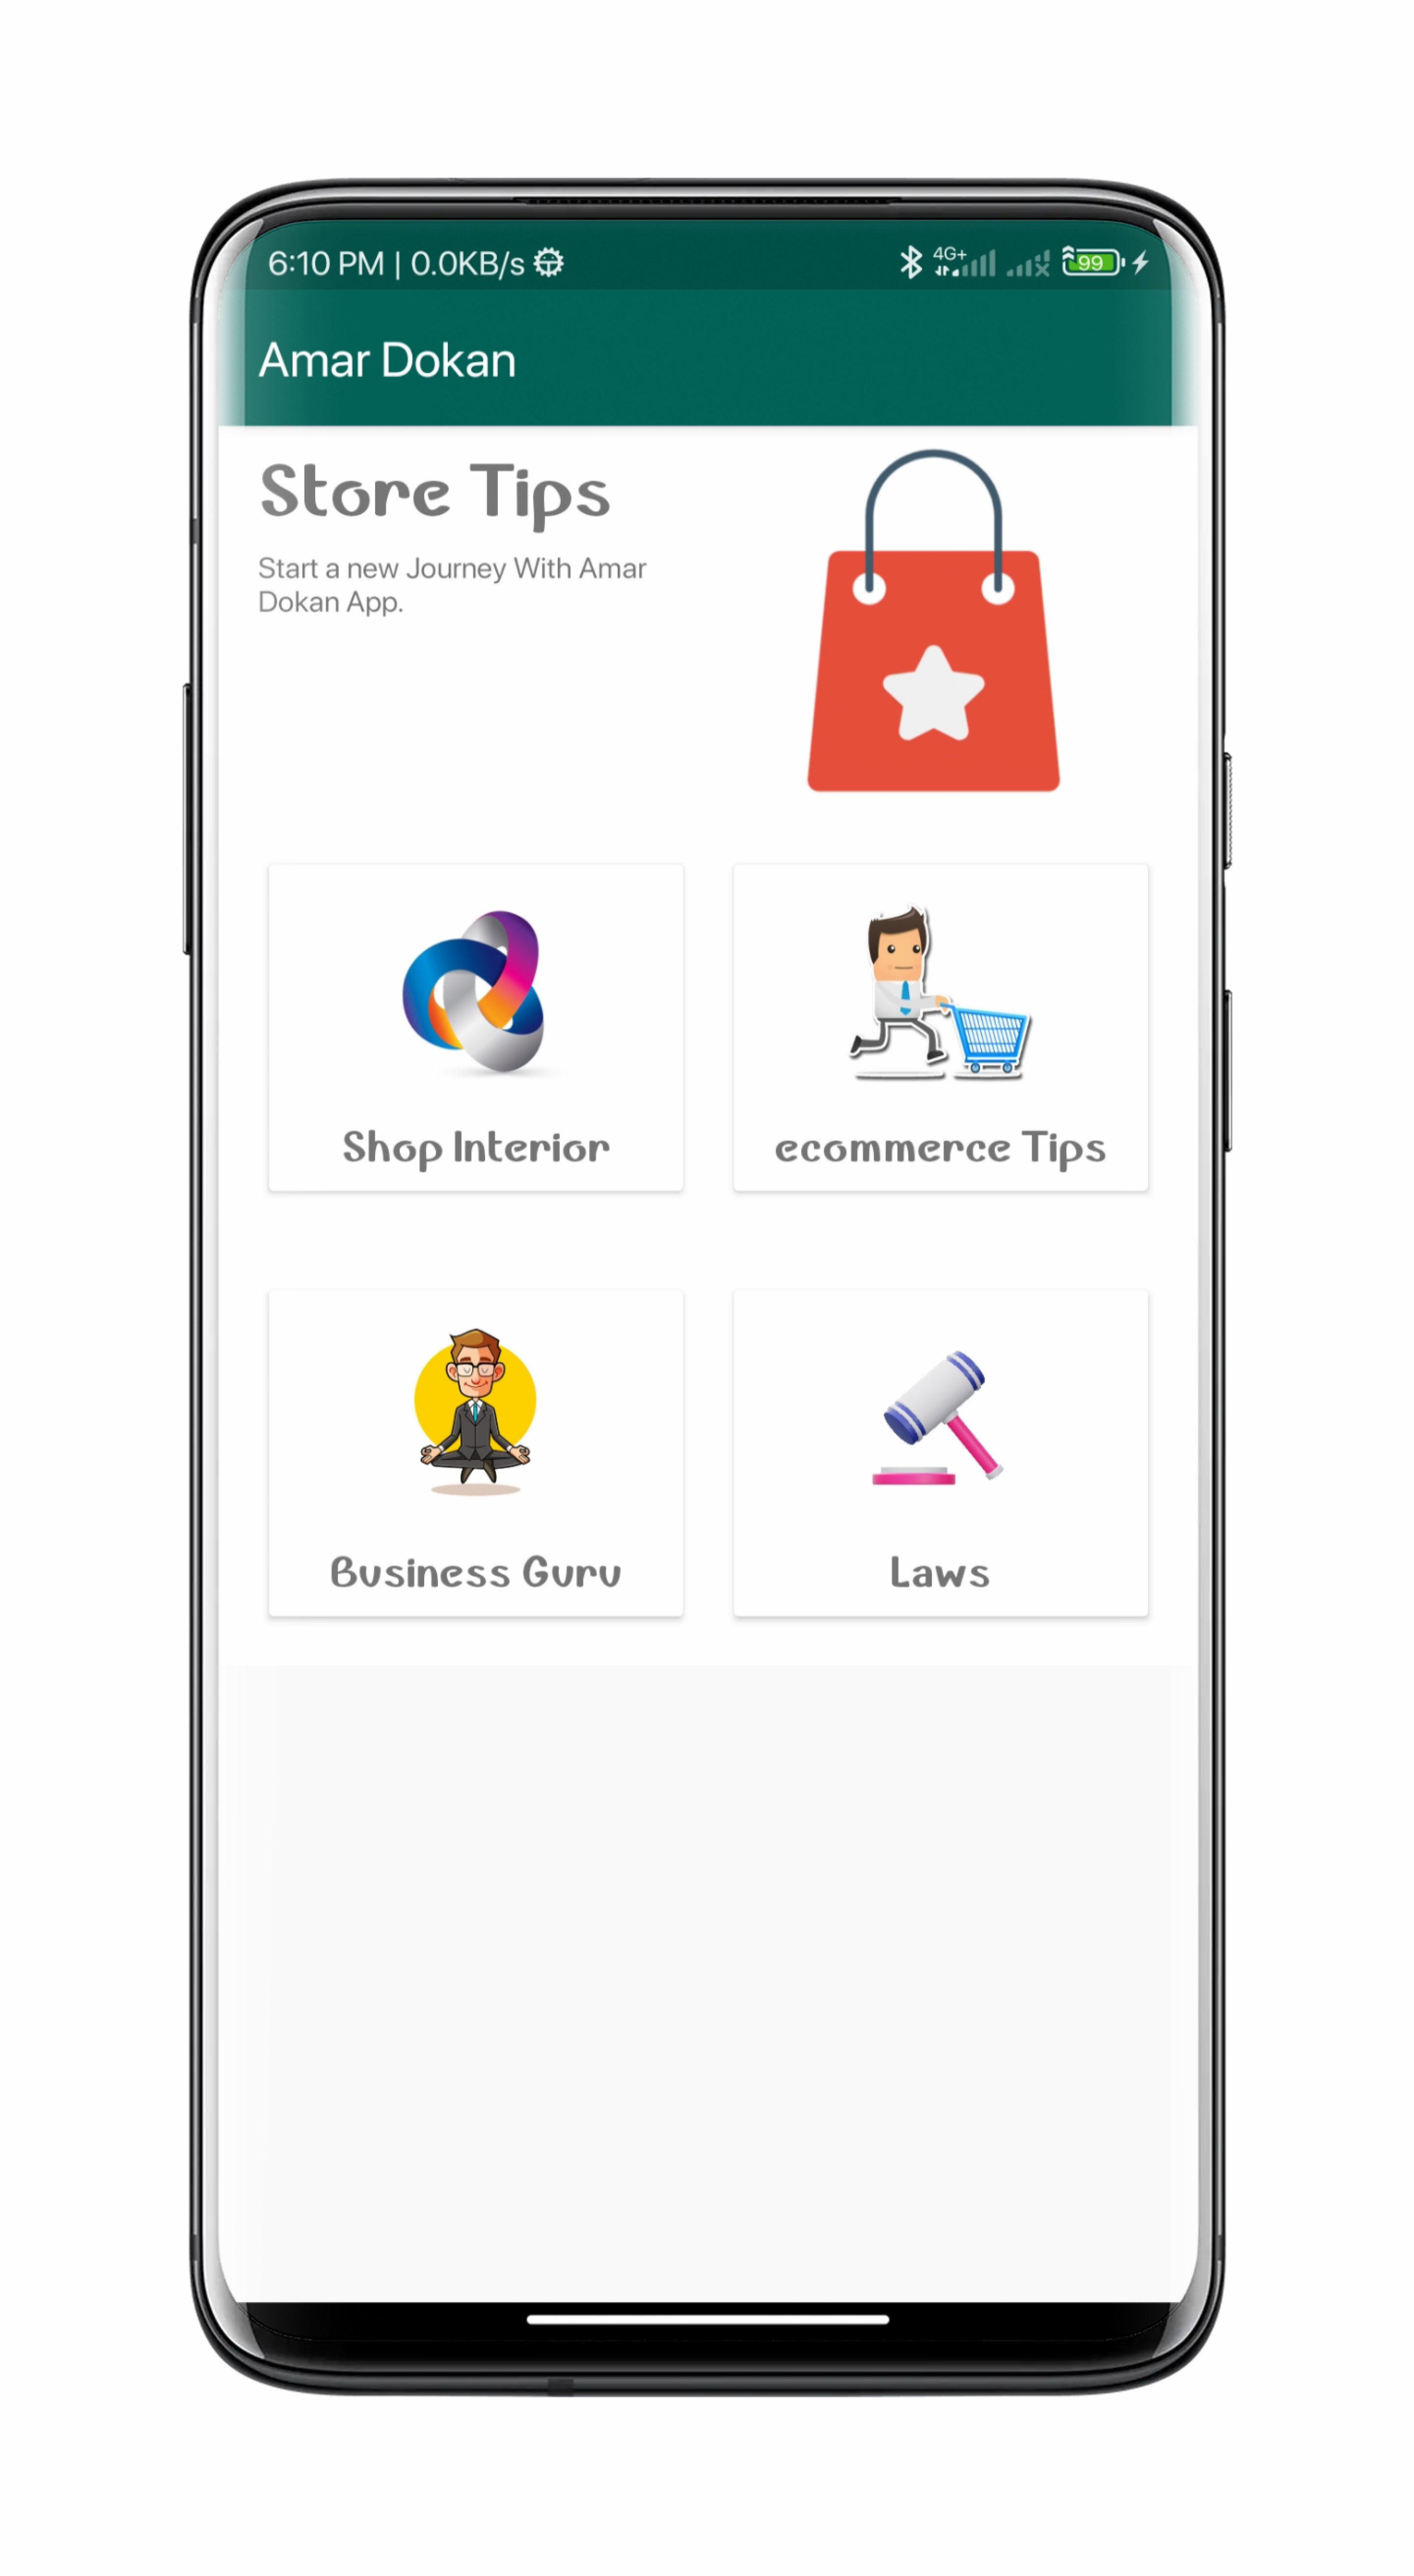 6:10 PM | 0.0KB/s
4G+
99
Amar Dokan
Store Tips
Start a new Journey With Amar
Dokan App.
Shop Interior
ecommerce Tips
Business Guru
Laws